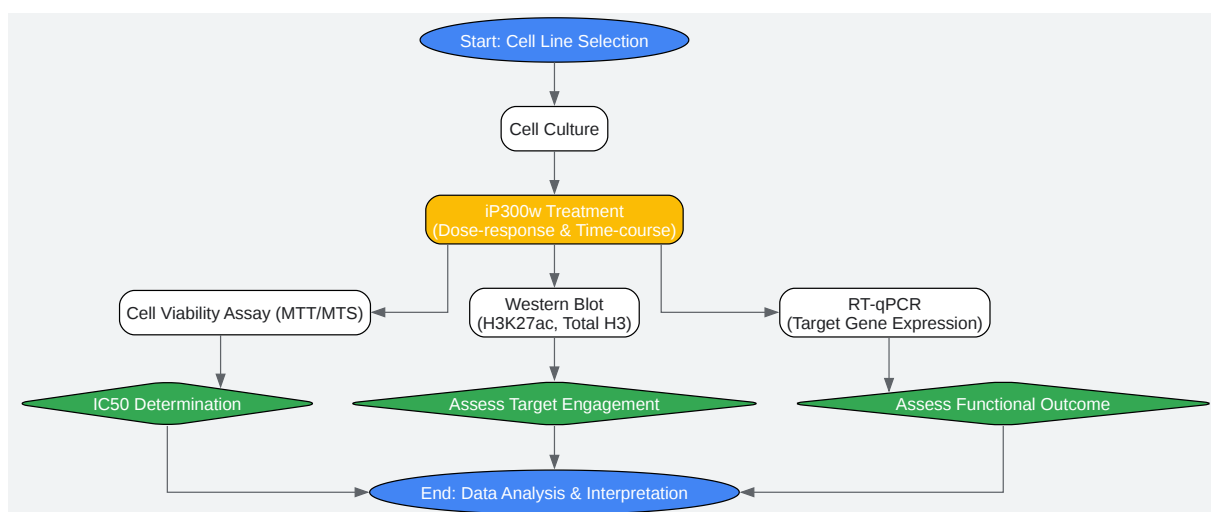 Start: Cell Line Selection
Cell Culture
iP300w Treatment
(Dose-response & Time-course)
Cell Viability Assay (MTT/MTS)
Western Blot
(H3K27ac, Total H3)
RT-qPCR
(Target Gene Expression)
IC50 Determination
Assess Target Engagement
Assess Functional Outcome
End: Data Analysis & Interpretation